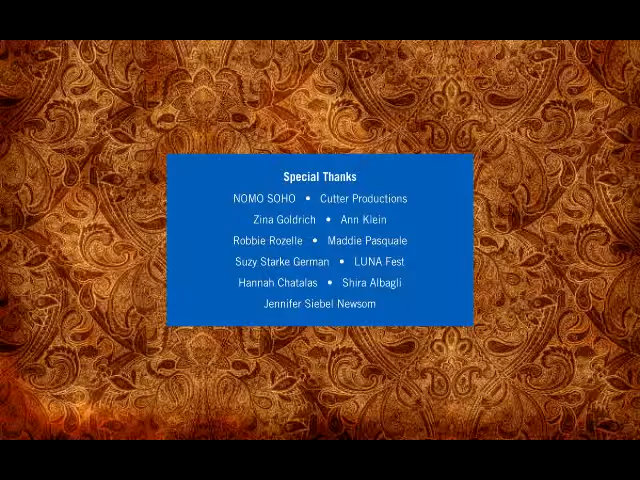 Special Thanks
NOMO SOHO • Cutter Productions
Zina Goldrich • Ann Klein
Robbie Rozelle • Maddie Pasquale
Suzy Starke German • LUNA Fest
Hannah Chatalas • Shira Albagli
Jennifer Siebel Newsom